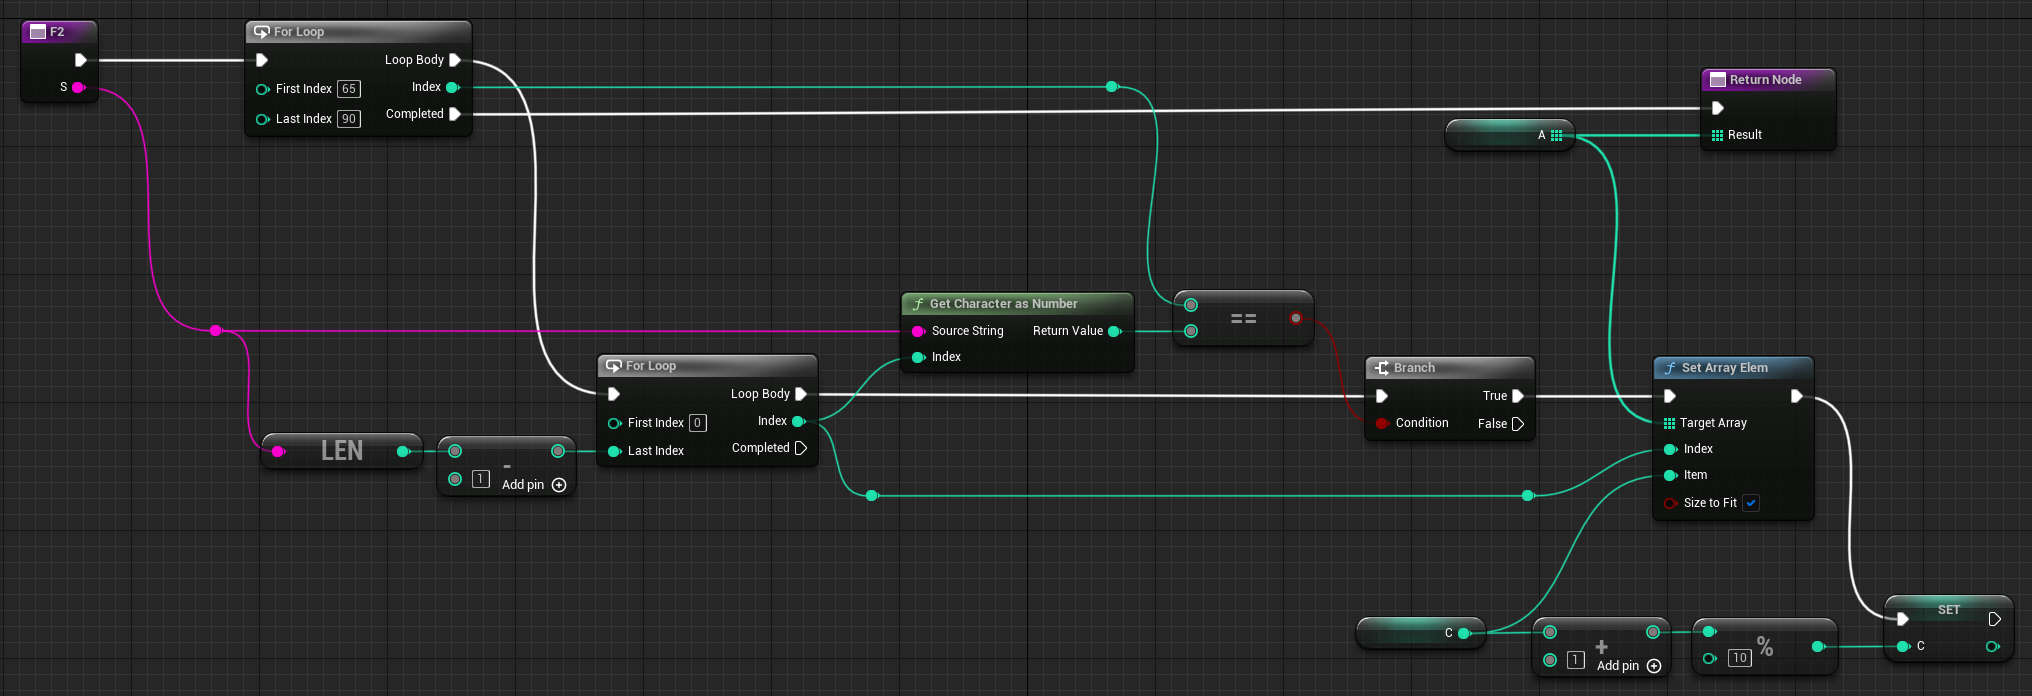 F2
S
For Loop
Loop Body
First Index 65
Index
Last Index 90
Completed
Return Node
A
Result
Get Character as Number
Source String
Return Value
Index
==
For Loop
Loop Body
First Index 0
Index
Last Index
Completed
LEN
-
1
Add pin
Branch
True
Condition
False
Set Array Elem
Target Array
Index
Item
Size to Fit
C
+
1
Add pin
%
10
SET
C